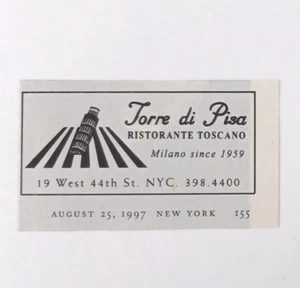 Torre di Pisa
RISTORANTE TOSCANO
Milano since 1959
19 West 44th St. NYC. 398.4400
AUGUST 25, 1997 NEW YORK 155